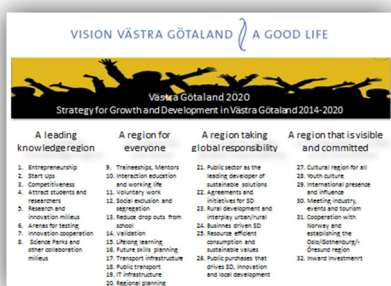 VISION VÄSTRA GÖTALAND A GOOD LIFE
Västra Götaland 2020
Strategy for Growth and Development in Västra Götaland 2014-2020
A leading
knowledge region
1. Entrepreneurship
2. Start Ups
3. Competitiveness
4. Attract students and
researchers
5. Research and
innovation milieus
6. Arenas for testing
7. Innovation cooperation
8. Science Parks and
other collaboration
milieus
A region for
everyone
9. Traineeships, Mentors
10. Interaction education
and working life
11. Voluntary work
12. Social exclusion and
segregation
13. Reduce drop outs from
school
14. Validation
15. Lifelong learning
16. Future skills planning
17. Transport infrastructure
18. Public transport
19. IT infrastructure
20. Regional planning
A region taking
global responsibility
21. Public sector as the
leading developer of
sustainable solutions
22. Agreements and
initiatives for SD
23. Rural development and
interplay urban/rural
24. Business driven SD
25. Resource efficient
consumption and
sustainable values
26. Public purchases that
drives SD, innovation
and local development
A region that is visible
and committed
27. Cultural region for all
28. Youth culture
29. International presence
and influence
30. Meeting industry,
events and tourism
31. Cooperation with
Norway and
establishing the
Oslo/Gothenburg/-
Öresund region
32. Inward Investment